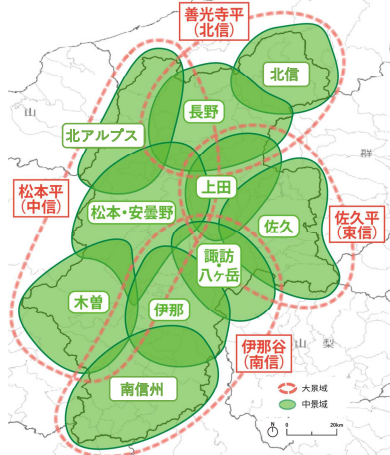 善光寺平
(北信)
北信
長野
山
北アルプス
群
上田
松本平
(中信)
松本・安曇野
佐久
佐久平
(東信)
諏訪・
八ヶ岳
木曽
伊那
山梨
伊那谷
(南信)
南信州
大景域
中景域
N
0
20km